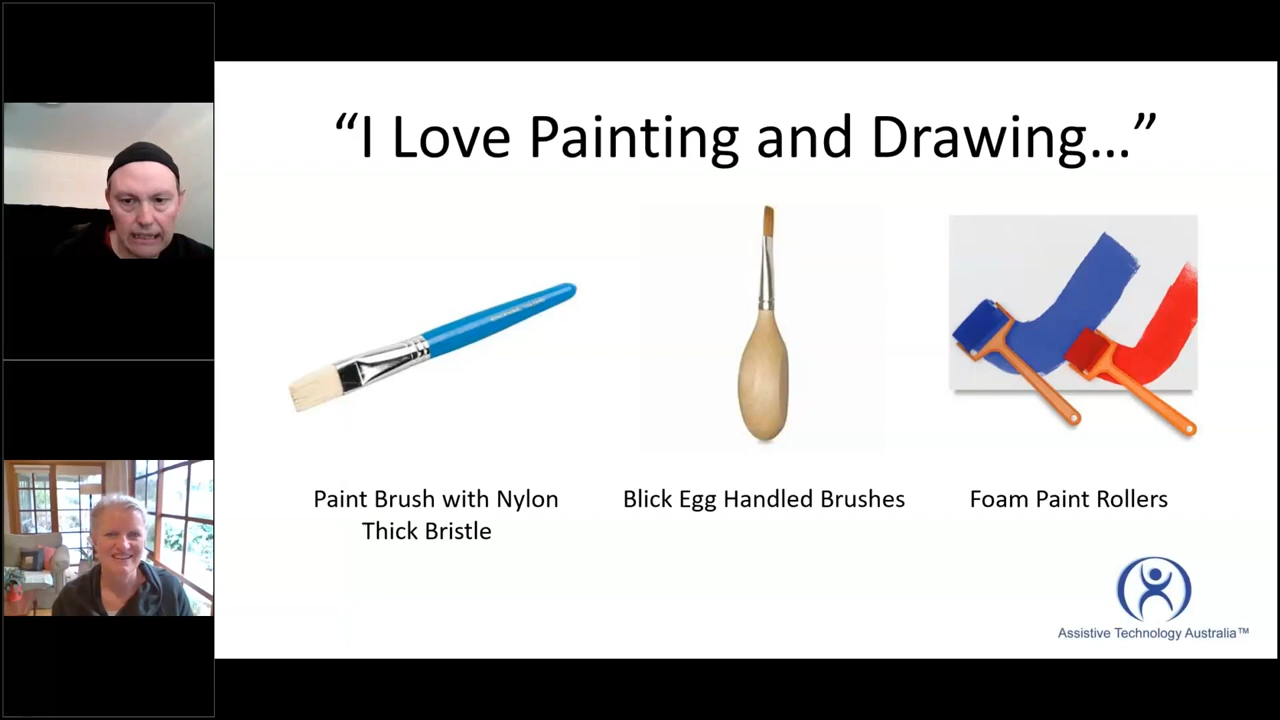 “I Love Painting and Drawing...”
Paint Brush with Nylon
Thick Bristle
Blick Egg Handled Brushes
Foam Paint Rollers
Assistive Technology Australia™